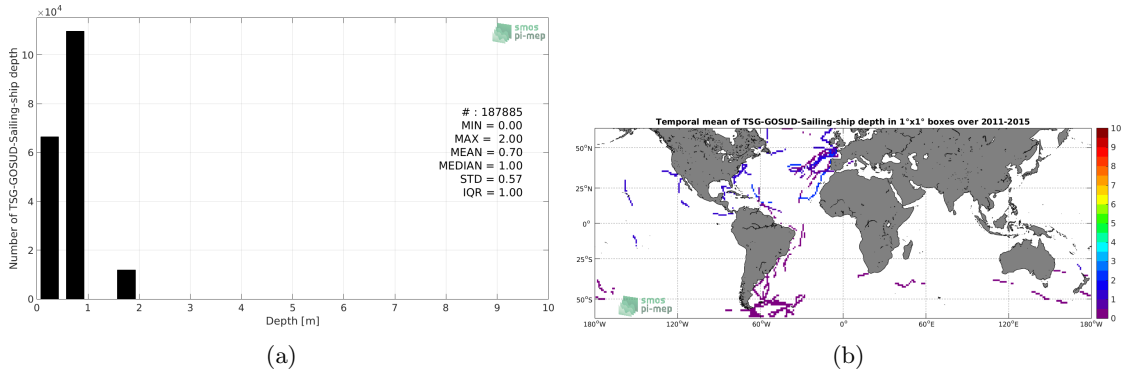 ×10⁴
10
8
6
4
2
0
Number of TSG-GOSUD-Sailing-ship depth
smos
pi-mep
# : 187885
MIN = 0.00
MAX = 2.00
MEAN = 0.70
MEDIAN = 1.00
STD = 0.57
IQR = 1.00
0 1 2 3 4 5 6 7 8 9 10
Depth [m]
(a)
Temporal mean of TSG-GOSUD-Sailing-ship depth in 1°x1° boxes over 2011-2015
50°N
25°N
0°
25°S
50°S
smos
pi-mep
180°W 120°W 60°W 0° 60°E 120°E 180°W
10
9
8
7
6
5
4
3
2
1
0
(b)